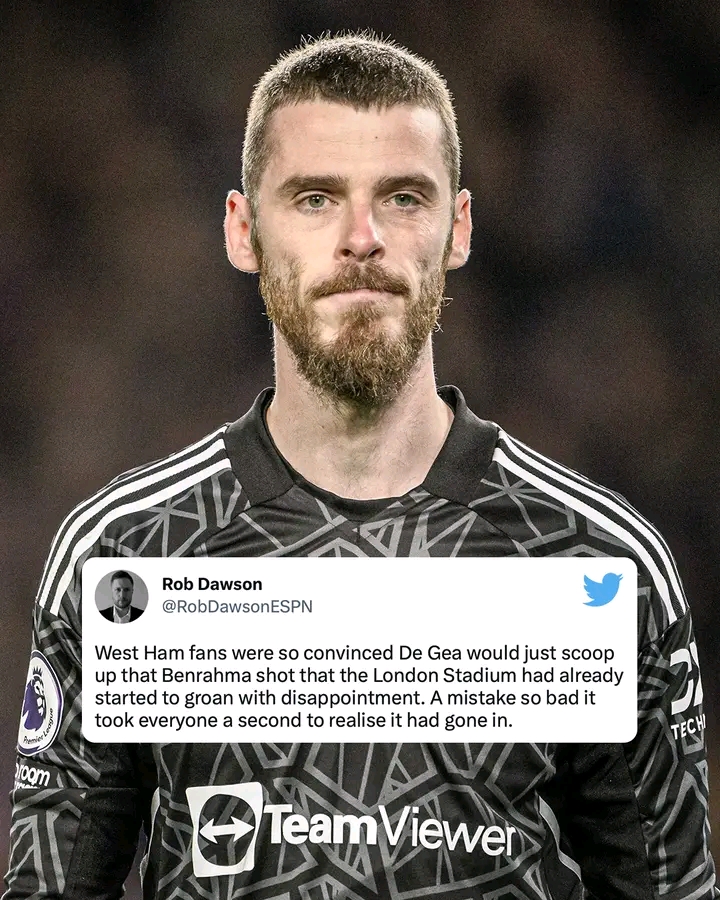 Rob Dawson
@RobDawsonESPN
West Ham fans were so convinced De Gea would just scoop
up that Benrahma shot that the London Stadium had already
started to groan with disappointment. A mistake so bad it
took everyone a second to realise it had gone in.
Premier League
TECH
room
TeamViewer